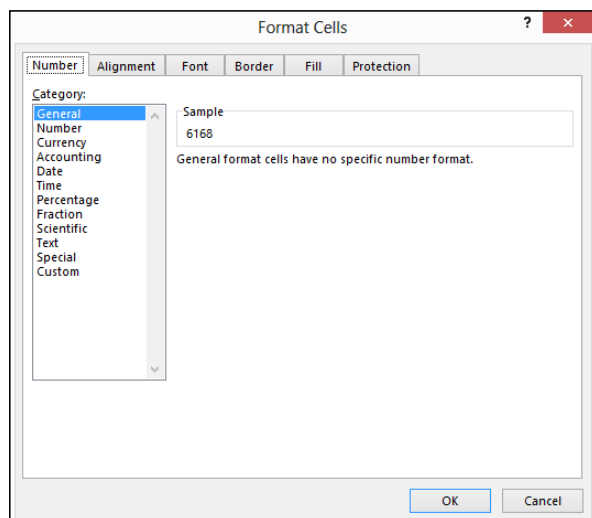 Format Cells
?
×
Number Alignment Font Border Fill Protection
Category:
General
Number
Currency
Accounting
Date
Time
Percentage
Fraction
Scientific
Text
Special
Custom
Sample
6168
General format cells have no specific number format.
OK Cancel